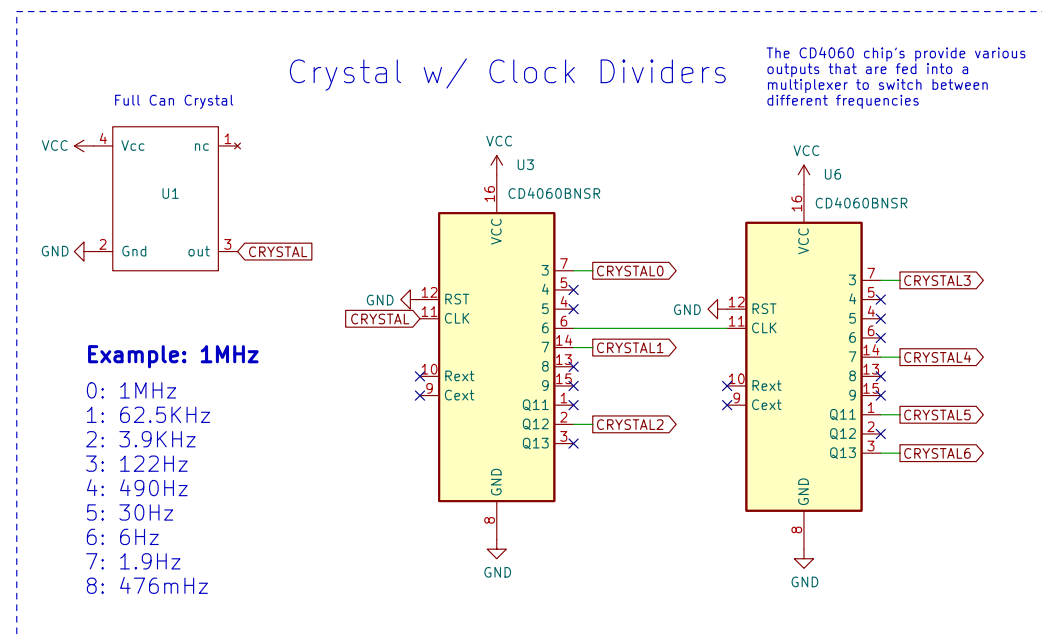 Crystal w/ Clock Dividers
The CD4060 chip's provide various
outputs that are fed into a
multiplexer to switch between
different frequencies
Full Can Crystal
VCC 4 Vcc nc 1
U1
GND 2 Gnd out 3 CRYSTAL
VCC
U3
16
CD4060BNSR
VCC
3 7 CRYSTAL0
4 5
GND 12 RST
5 4
CRYSTAL 11 CLK
6 6
7 14 CRYSTAL1
8 13
10 Rext
9 15
9 Cext
Q11 1
Q12 2 CRYSTAL2
Q13 3
GND
8
GND
VCC
U6
16
CD4060BNSR
VCC
3 7 CRYSTAL3
4 5
GND 12 RST
5 4
11 CLK
6 6
7 14 CRYSTAL4
8 13
10 Rext
9 15
9 Cext
Q11 1 CRYSTAL5
Q12 2
Q13 3 CRYSTAL6
GND
8
GND
Example: 1MHz
0: 1MHz
1: 62.5KHz
2: 3.9KHz
3: 122Hz
4: 490Hz
5: 30Hz
6: 6Hz
7: 1.9Hz
8: 476mHz